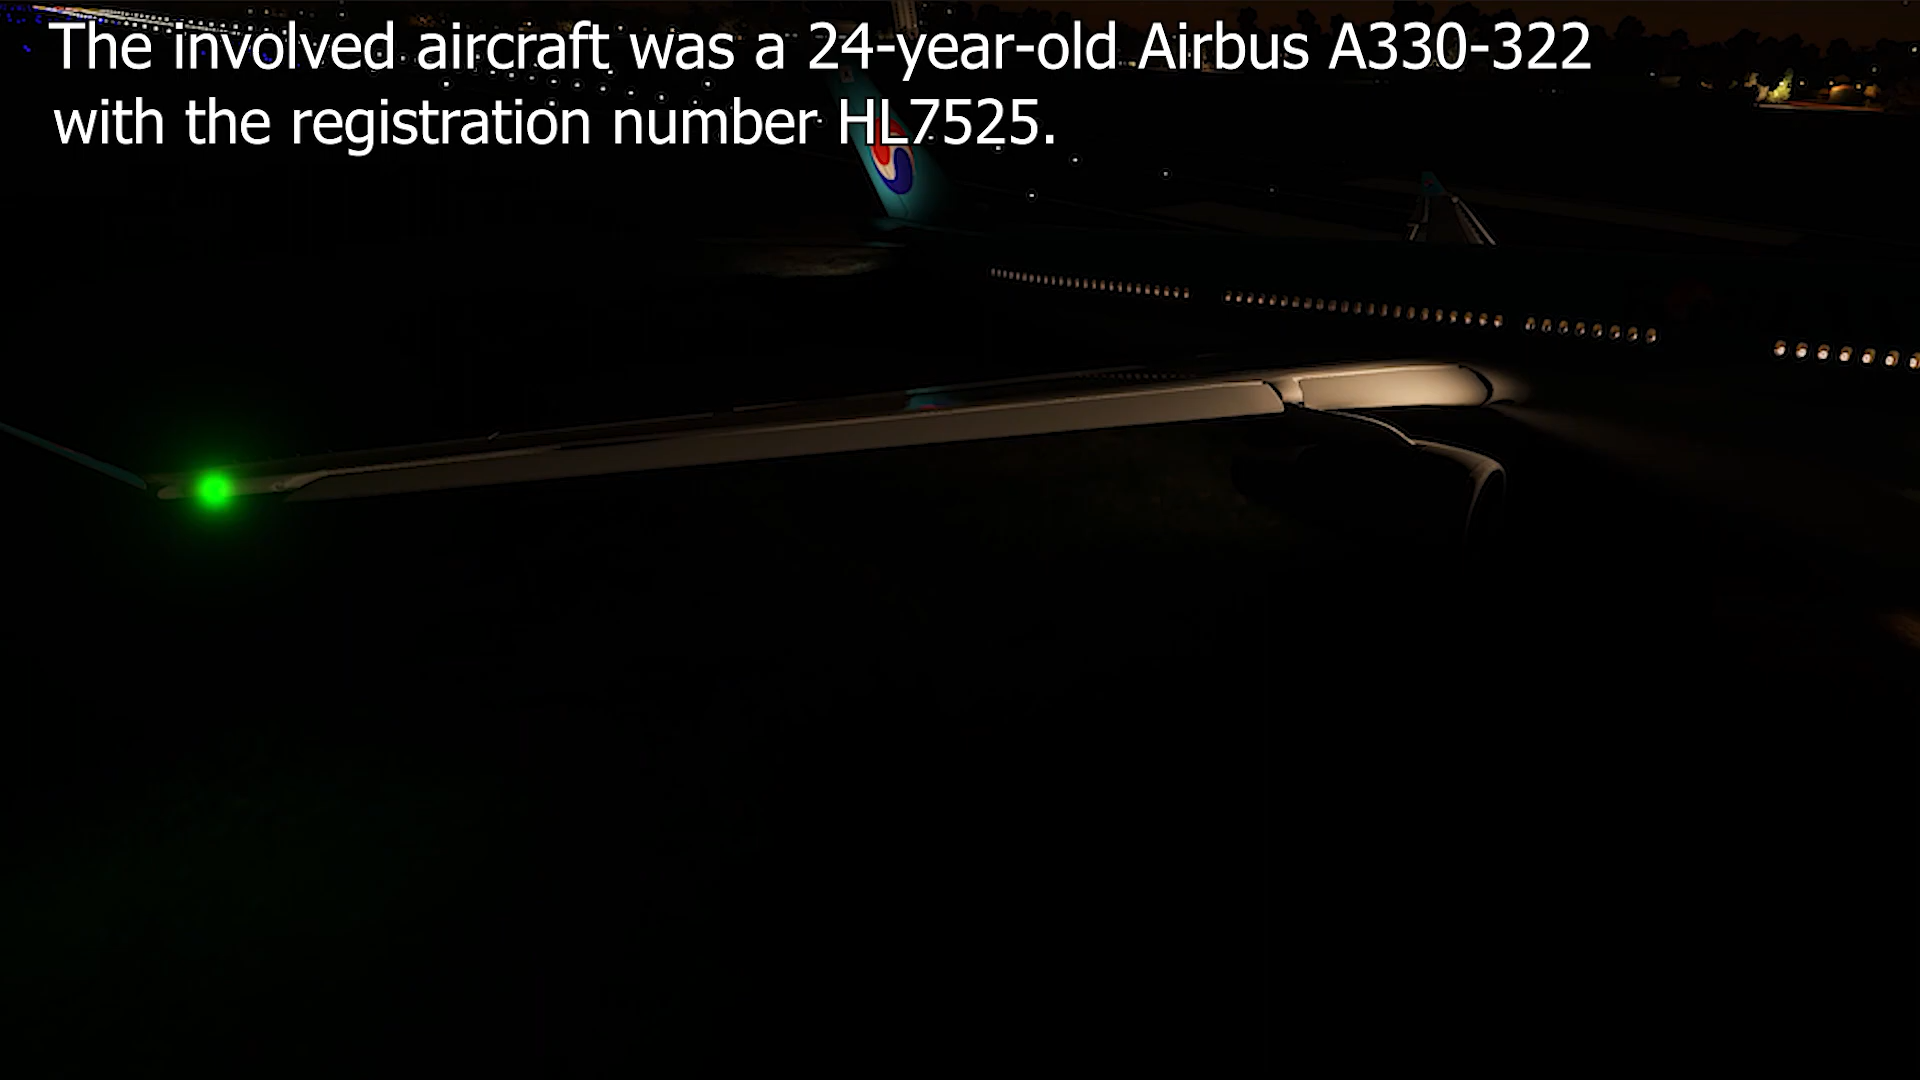 The involved aircraft was a 24-year-old Airbus A330-322
with the registration number HL7525.